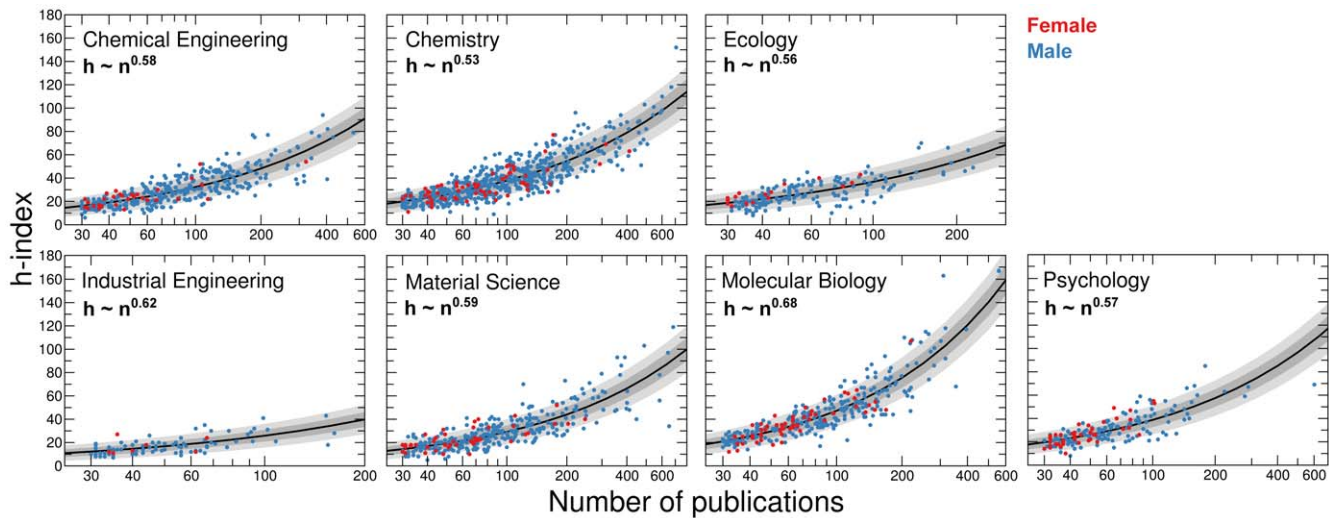 Female
Male
h-index
180
160
140
120
100
80
60
40
20
0
Chemical Engineering
h ~ n^0.58
30 40 60 100 200 400 600
Chemistry
h ~ n^0.53
30 40 60 100 200 400 600
Ecology
h ~ n^0.56
30 40 60 100 200
180
160
140
120
100
80
60
40
20
0
Industrial Engineering
h ~ n^0.62
30 40 60 100 200
Material Science
h ~ n^0.59
30 40 60 100 200 400 600
Molecular Biology
h ~ n^0.68
30 40 60 100 200 400 600
Psychology
h ~ n^0.57
30 40 60 100 200 400 600
Number of publications